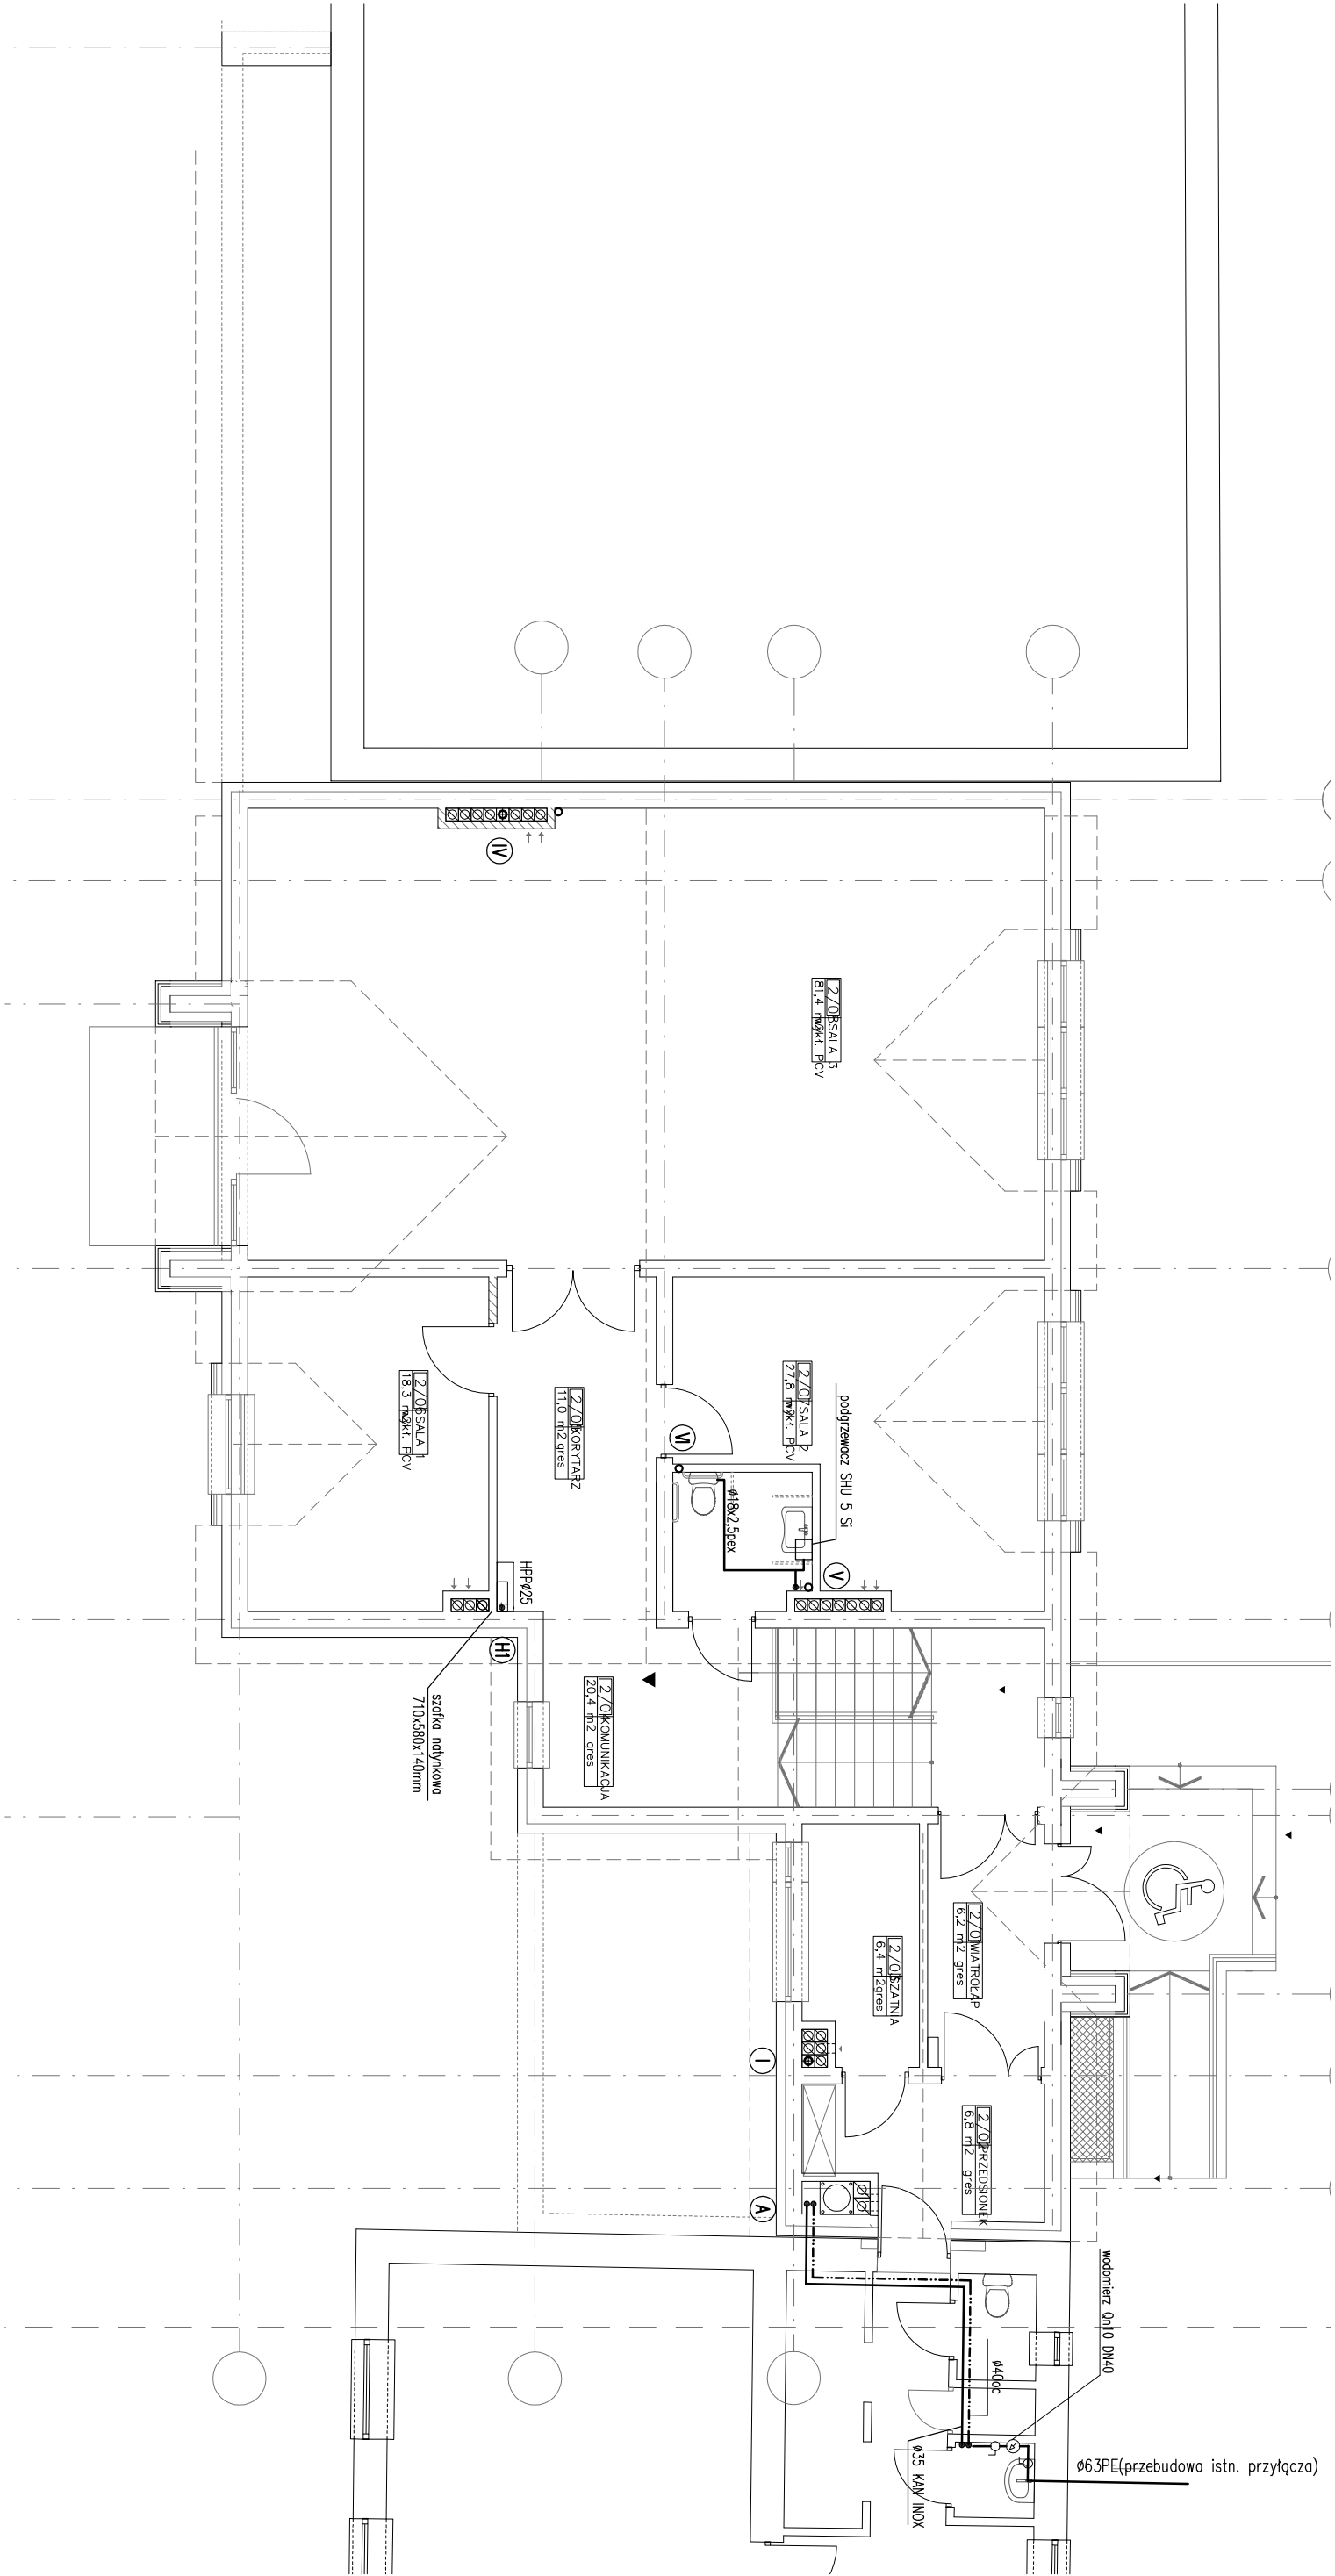 IV
2/08 SALA 3
81,4 m2 wykł. PCV
2/07 SALA 2
27,8 m2 wykł. PCV
2/06 SALA 1
18,3 m2 wykł. PCV
2/05 KORYTARZ
11,0 m2 gres
VI
podgrzewacz SHU 5 Si
ø18x2,5pex
V
HPPø25
H1
szafka natynkowa
710x580x140mm
2/04 KOMUNIKACJA
20,4 m2 gres
2/01 WIATROŁAP
6,2 m2 gres
SZATNIA
6,4 m2 gres
I
2/02 PRZEDSIONEK
6,8 m2 gres
A
wodomierz Qn10 DN40
ø40oc
ø35 KAN INOX
ø63PE(przebudowa istn. przyłącza)